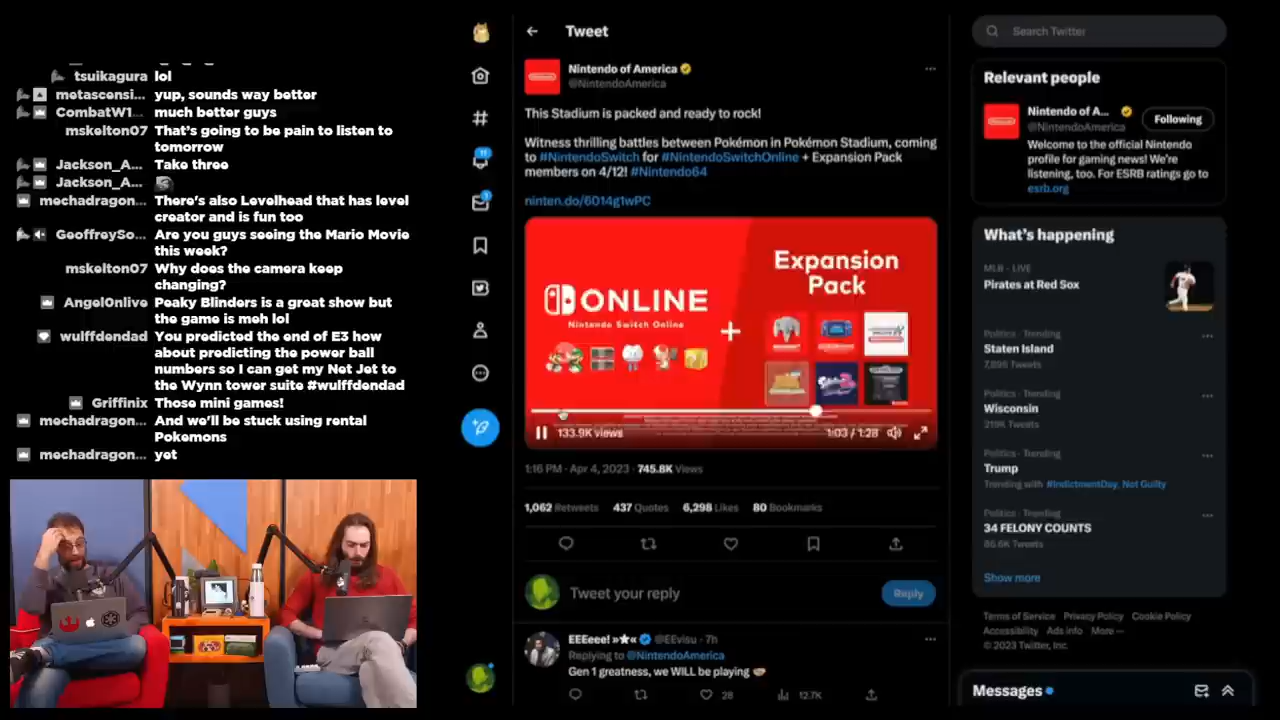 tsuikagura lol
metascensi... yup, sounds way better
CombatW1... much better guys
mskelton07 That's going to be pain to listen to
tomorrow
Jackson_A... Take three
Jackson_A...
mechadragon... There's also Levelhead that has level
creator and is fun too
GeoffreySo... Are you guys seeing the Mario Movie
this week?
mskelton07 Why does the camera keep
changing?
AngelOnlive Peaky Blinders is a great show but
the game is meh lol
wulffdendad You predicted the end of E3 how
about predicting the power ball
numbers so I can get my Net Jet to
the Wynn tower suite #wulffdendad
Griffinix Those mini games!
mechadragon... And we'll be stuck using rental
Pokemons
mechadragon... yet
11
1
Tweet
Nintendo of America
@NintendoAmerica
This Stadium is packed and ready to rock!
Witness thrilling battles between Pokémon in Pokémon Stadium, coming
to #NintendoSwitch for #NintendoSwitchOnline + Expansion Pack
members on 4/12! #Nintendo64
ninten.do/6014g1wPC
ONLINE
Nintendo Switch Online
+
Expansion
Pack
133.9K views
1:03 / 1:28
1:16 PM · Apr 4, 2023 · 745.8K Views
1,062 Retweets 437 Quotes 6,298 Likes 80 Bookmarks
Tweet your reply
Reply
EEEeee! »★« @EEvisu · 7h
Replying to @NintendoAmerica
Gen 1 greatness, we WILL be playing
28
12.7K
Search Twitter
Relevant people
Nintendo of A...
@NintendoAmerica
Following
Welcome to the official Nintendo
profile for gaming news! We're
listening, too. For ESRB ratings go to
esrb.org
What's happening
MLB · LIVE
Pirates at Red Sox
Politics · Trending
Staten Island
7,895 Tweets
Politics · Trending
Wisconsin
219K Tweets
Politics · Trending
Trump
Trending with #IndictmentDay, Not Guilty
Politics · Trending
34 FELONY COUNTS
86.6K Tweets
Show more
Terms of Service Privacy Policy Cookie Policy
Accessibility Ads info More ···
© 2023 Twitter, Inc.
Messages